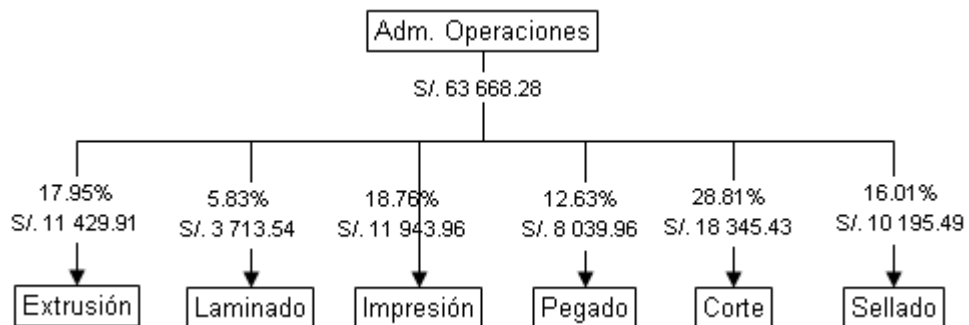 Adm. Operaciones
S/. 63 668.28
17.95%
S/. 11 429.91
5.83%
S/. 3 713.54
18.76%
S/. 11 943.96
12.63%
S/. 8 039.96
28.81%
S/. 18 345.43
16.01%
S/. 10 195.49
Extrusión
Laminado
Impresión
Pegado
Corte
Sellado